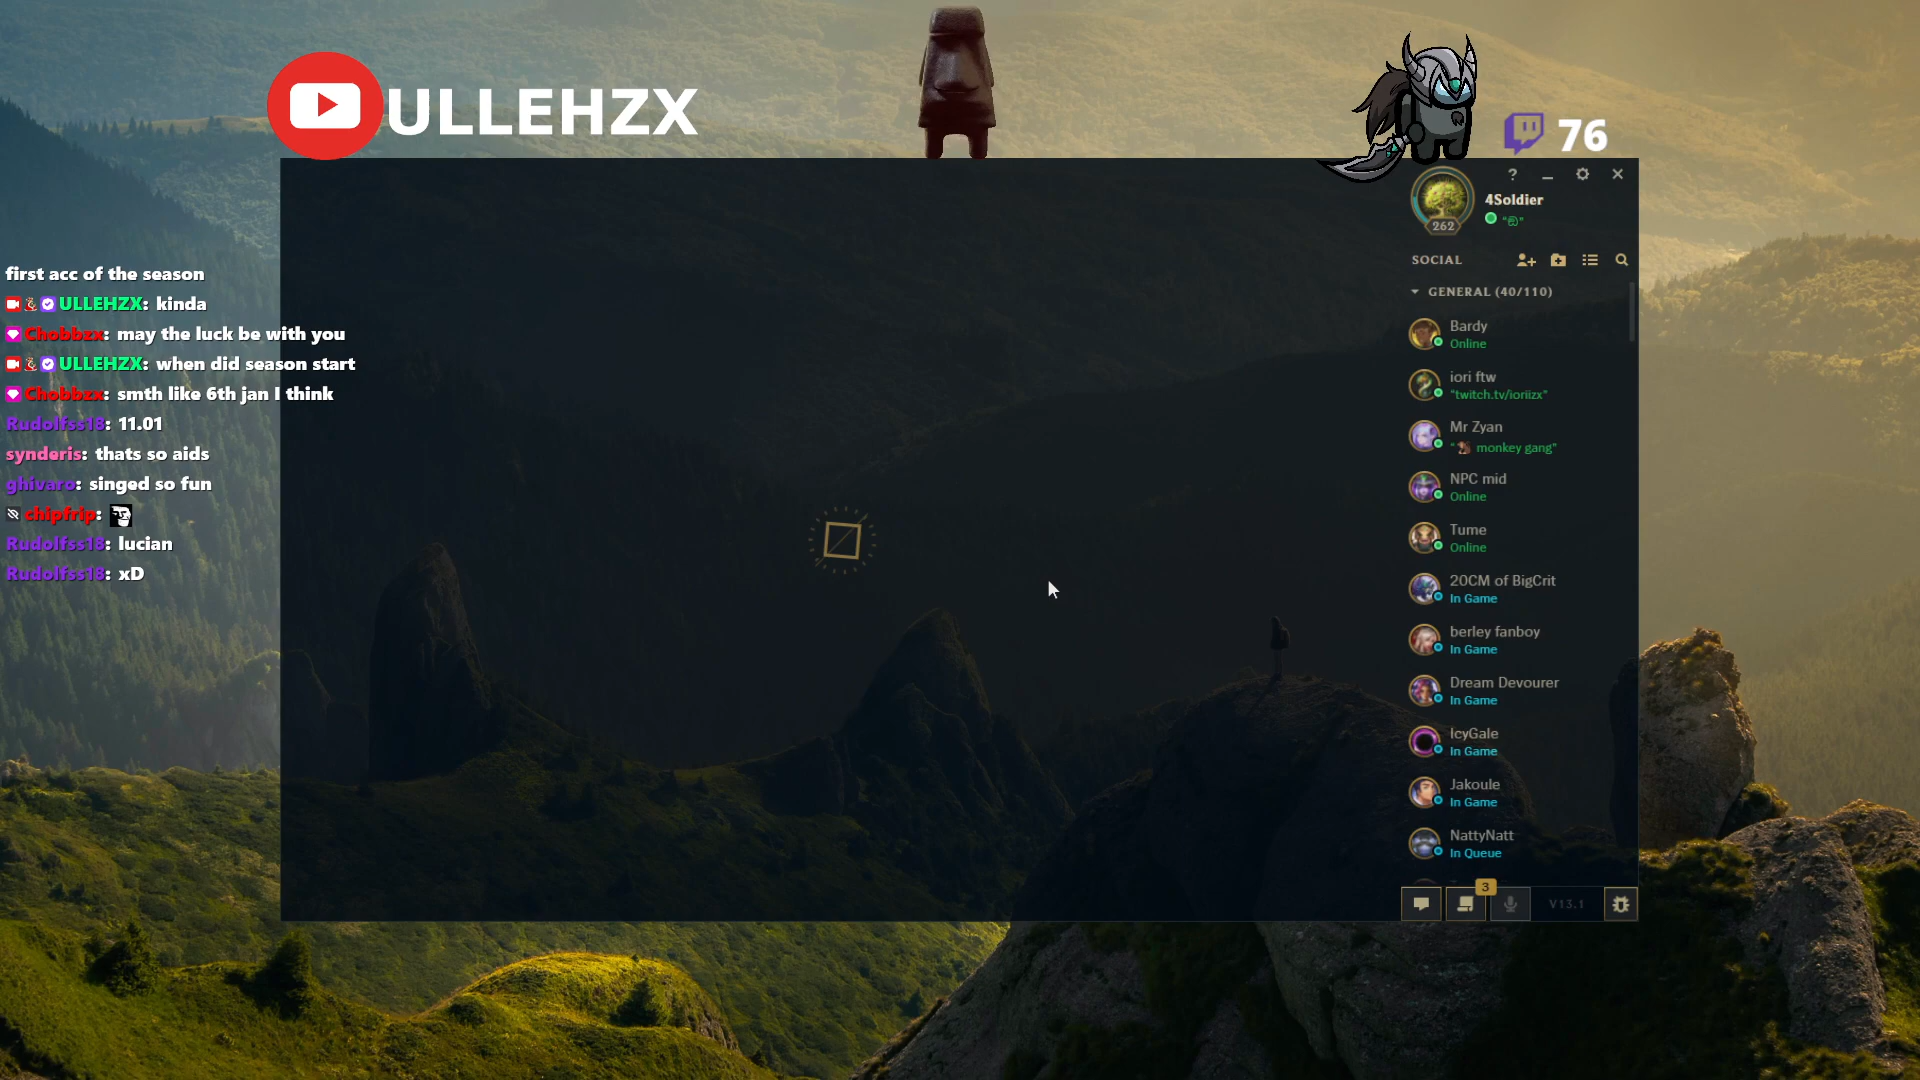 ULLEHZX
76
4Soldier
SOCIAL
GENERAL (40/110)
262
first acc of the season
ULLEHZX: kinda
Chobbzx: may the luck be with you
ULLEHZX: when did season start
Chobbzx: smth like 6th jan I think
Rudolfss18: 11.01
synderis: thats so aids
ghivaro: singed so fun
chipfrip:
Rudolfss18: lucian
Rudolfss18: xD
Bardy
Online
iori ftw
"twitch.tv/ioriizx"
Mr Zyan
" monkey gang"
NPC mid
Online
Tume
Online
20CM of BigCrit
In Game
berley fanboy
In Game
Dream Devourer
In Game
IcyGale
In Game
Jakoule
In Game
NattyNatt
In Queue
3
V13.1